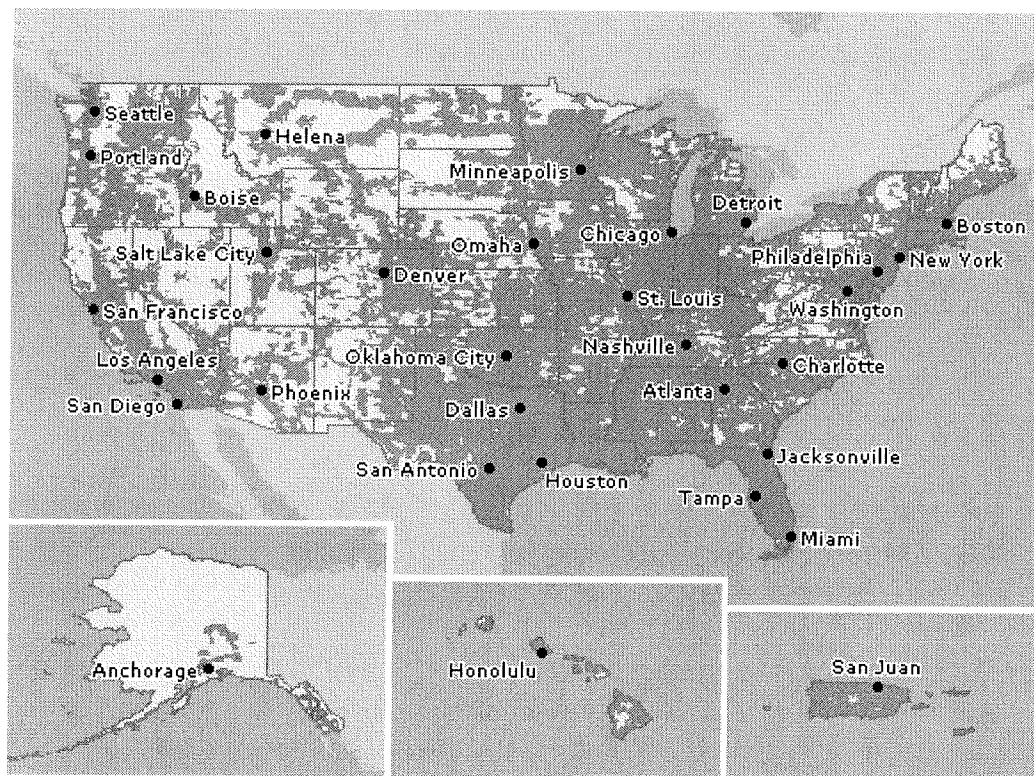 Seattle
Helena
Portland
Minneapolis
Boise
Detroit
Boston
Chicago
Omaha
Salt Lake City
Philadelphia
New York
Denver
St. Louis
Washington
San Francisco
Nashville
Oklahoma City
Los Angeles
Charlotte
Phoenix
Atlanta
San Diego
Dallas
Jacksonville
San Antonio
Houston
Tampa
Miami
Anchorage
Honolulu
San Juan